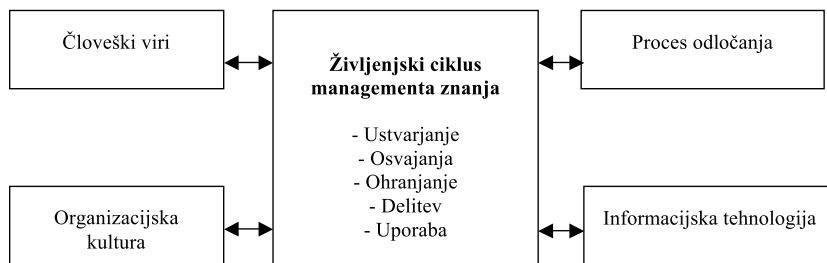 Človeški viri
Življenjski ciklus
managementa znanja
- Ustvarjanje
- Osvajanja
- Ohranjanje
- Delitev
- Uporaba
Proces odločanja
Organizacijska
kultura
Informacijska tehnologija